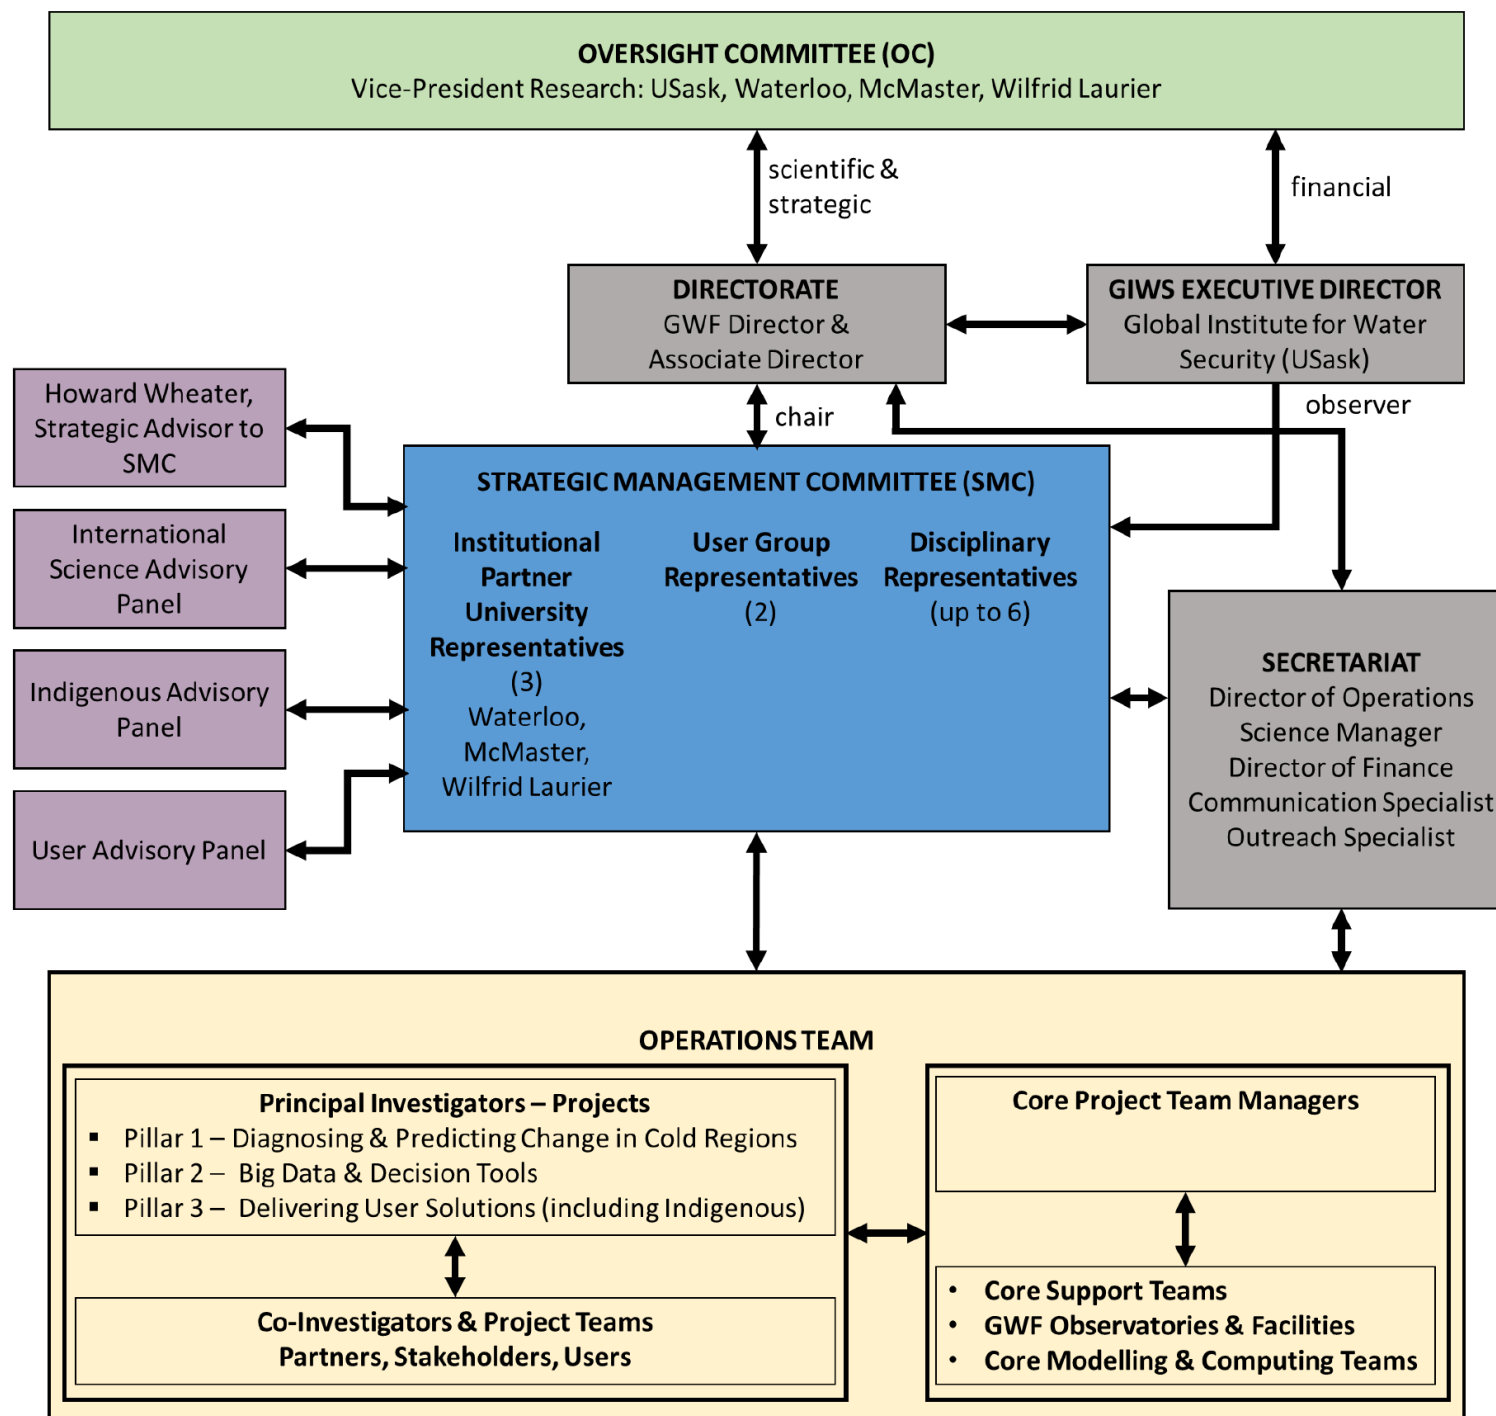 OVERSIGHT COMMITTEE (OC)
Vice-President Research: USask, Waterloo, McMaster, Wilfrid Laurier
scientific &
strategic
financial
DIRECTORATE
GWF Director &
Associate Director
GIWS EXECUTIVE DIRECTOR
Global Institute for Water
Security (USask)
chair
observer
Howard Wheater,
Strategic Advisor to
SMC
International
Science Advisory
Panel
Indigenous Advisory
Panel
User Advisory Panel
STRATEGIC MANAGEMENT COMMITTEE (SMC)
Institutional
Partner
University
Representatives
(3)
Waterloo,
McMaster,
Wilfrid Laurier
User Group
Representatives
(2)
Disciplinary
Representatives
(up to 6)
SECRETARIAT
Director of Operations
Science Manager
Director of Finance
Communication Specialist
Outreach Specialist
OPERATIONS TEAM
Principal Investigators – Projects
▪ Pillar 1 – Diagnosing & Predicting Change in Cold Regions
▪ Pillar 2 – Big Data & Decision Tools
▪ Pillar 3 – Delivering User Solutions (including Indigenous)
Co-Investigators & Project Teams
Partners, Stakeholders, Users
Core Project Team Managers
• Core Support Teams
• GWF Observatories & Facilities
• Core Modelling & Computing Teams